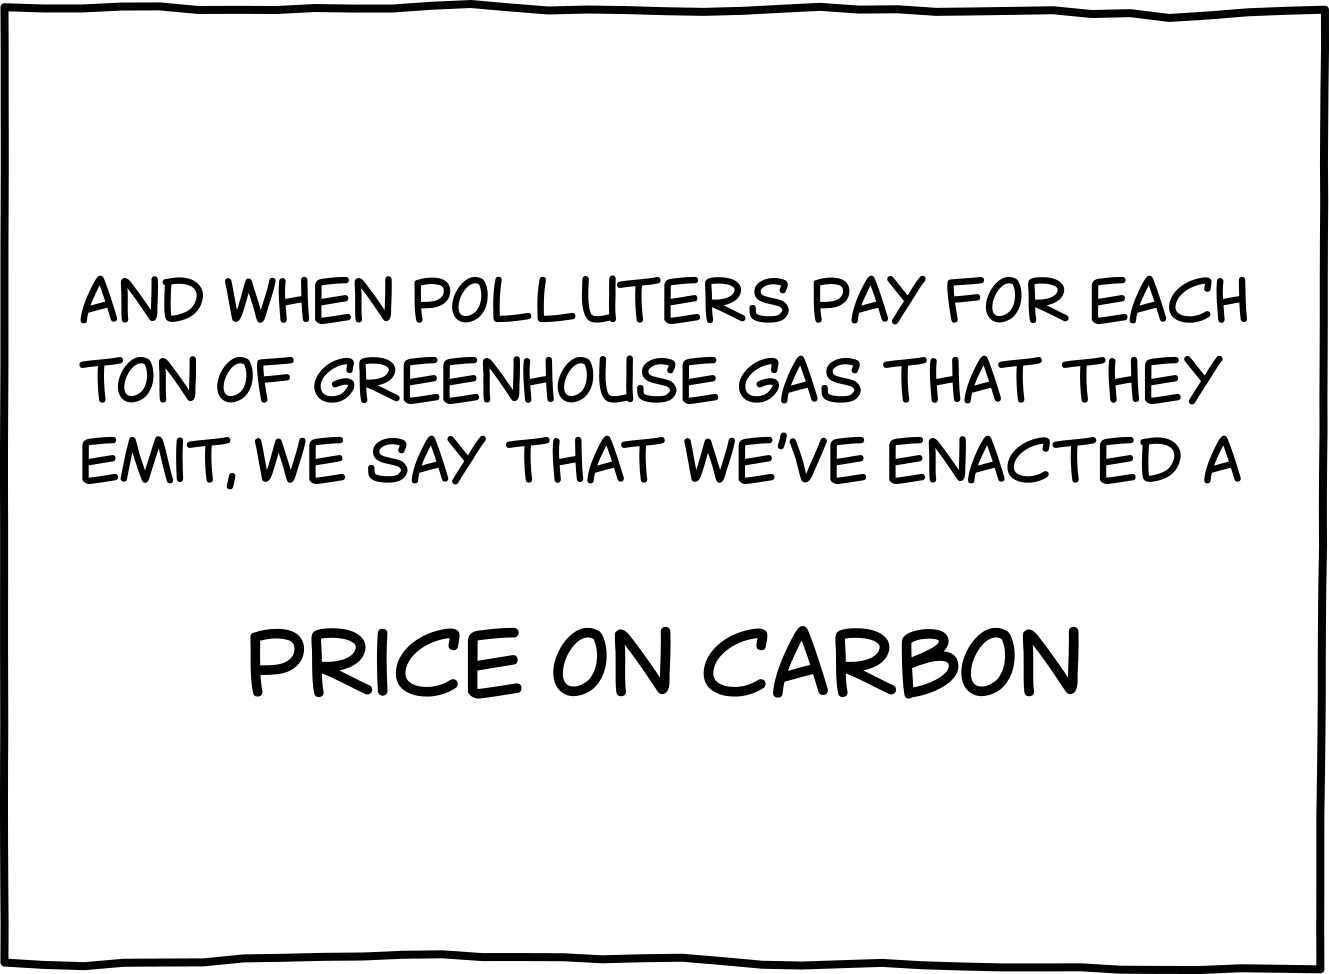 AND WHEN POLLUTERS PAY FOR EACH
TON OF GREENHOUSE GAS THAT THEY
EMIT, WE SAY THAT WE'VE ENACTED A
PRICE ON CARBON